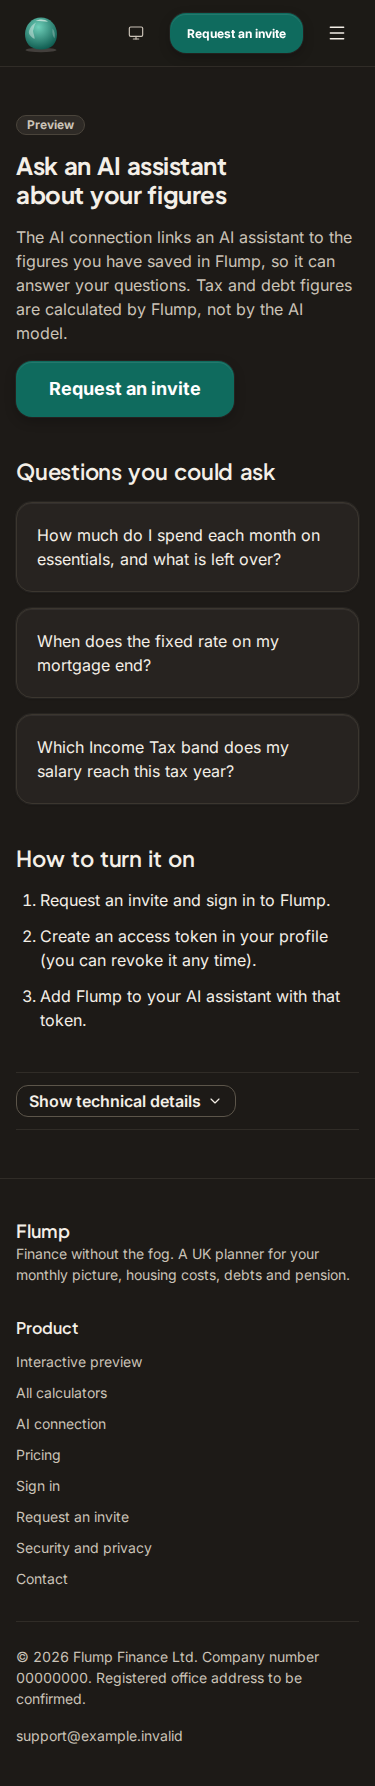 Request an invite
Preview
Ask an AI assistant
about your figures
The AI connection links an AI assistant to the
figures you have saved in Flump, so it can
answer your questions. Tax and debt figures
are calculated by Flump, not by the AI
model.
Request an invite
Questions you could ask
How much do I spend each month on
essentials, and what is left over?
When does the fixed rate on my
mortgage end?
Which Income Tax band does my
salary reach this tax year?
How to turn it on
1. Request an invite and sign in to Flump.
2. Create an access token in your profile
(you can revoke it any time).
3. Add Flump to your AI assistant with that
token.
Show technical details
Flump
Finance without the fog. A UK planner for your
monthly picture, housing costs, debts and pension.
Product
Interactive preview
All calculators
AI connection
Pricing
Sign in
Request an invite
Security and privacy
Contact
© 2026 Flump Finance Ltd. Company number
00000000. Registered office address to be
confirmed.
support@example.invalid